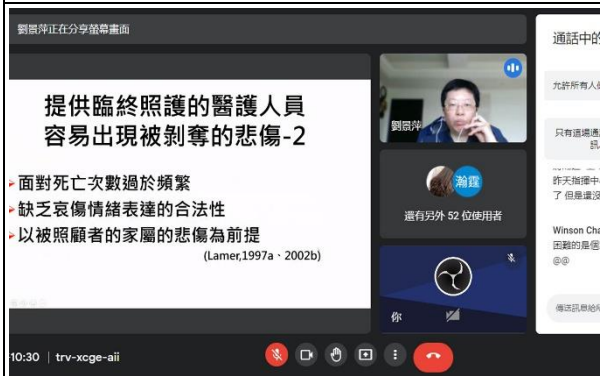 劉景萍正在分享螢幕畫面
提供臨終照護的醫護人員
容易出現被剝奪的悲傷-2
面對死亡次數過於頻繁
缺乏哀傷情緒表達的合法性
以被照顧者的家屬的悲傷為前提
(Lamer,1997a、2002b)
劉景萍
瀚霆
還有另外 52 位使用者
你
通話中的
允許所有人
只有這場通
訊
昨天指揮中
了 但是還沒
Winson Cha
困難的是個
@@
傳送訊息給
10:30 | trv-xcge-aii